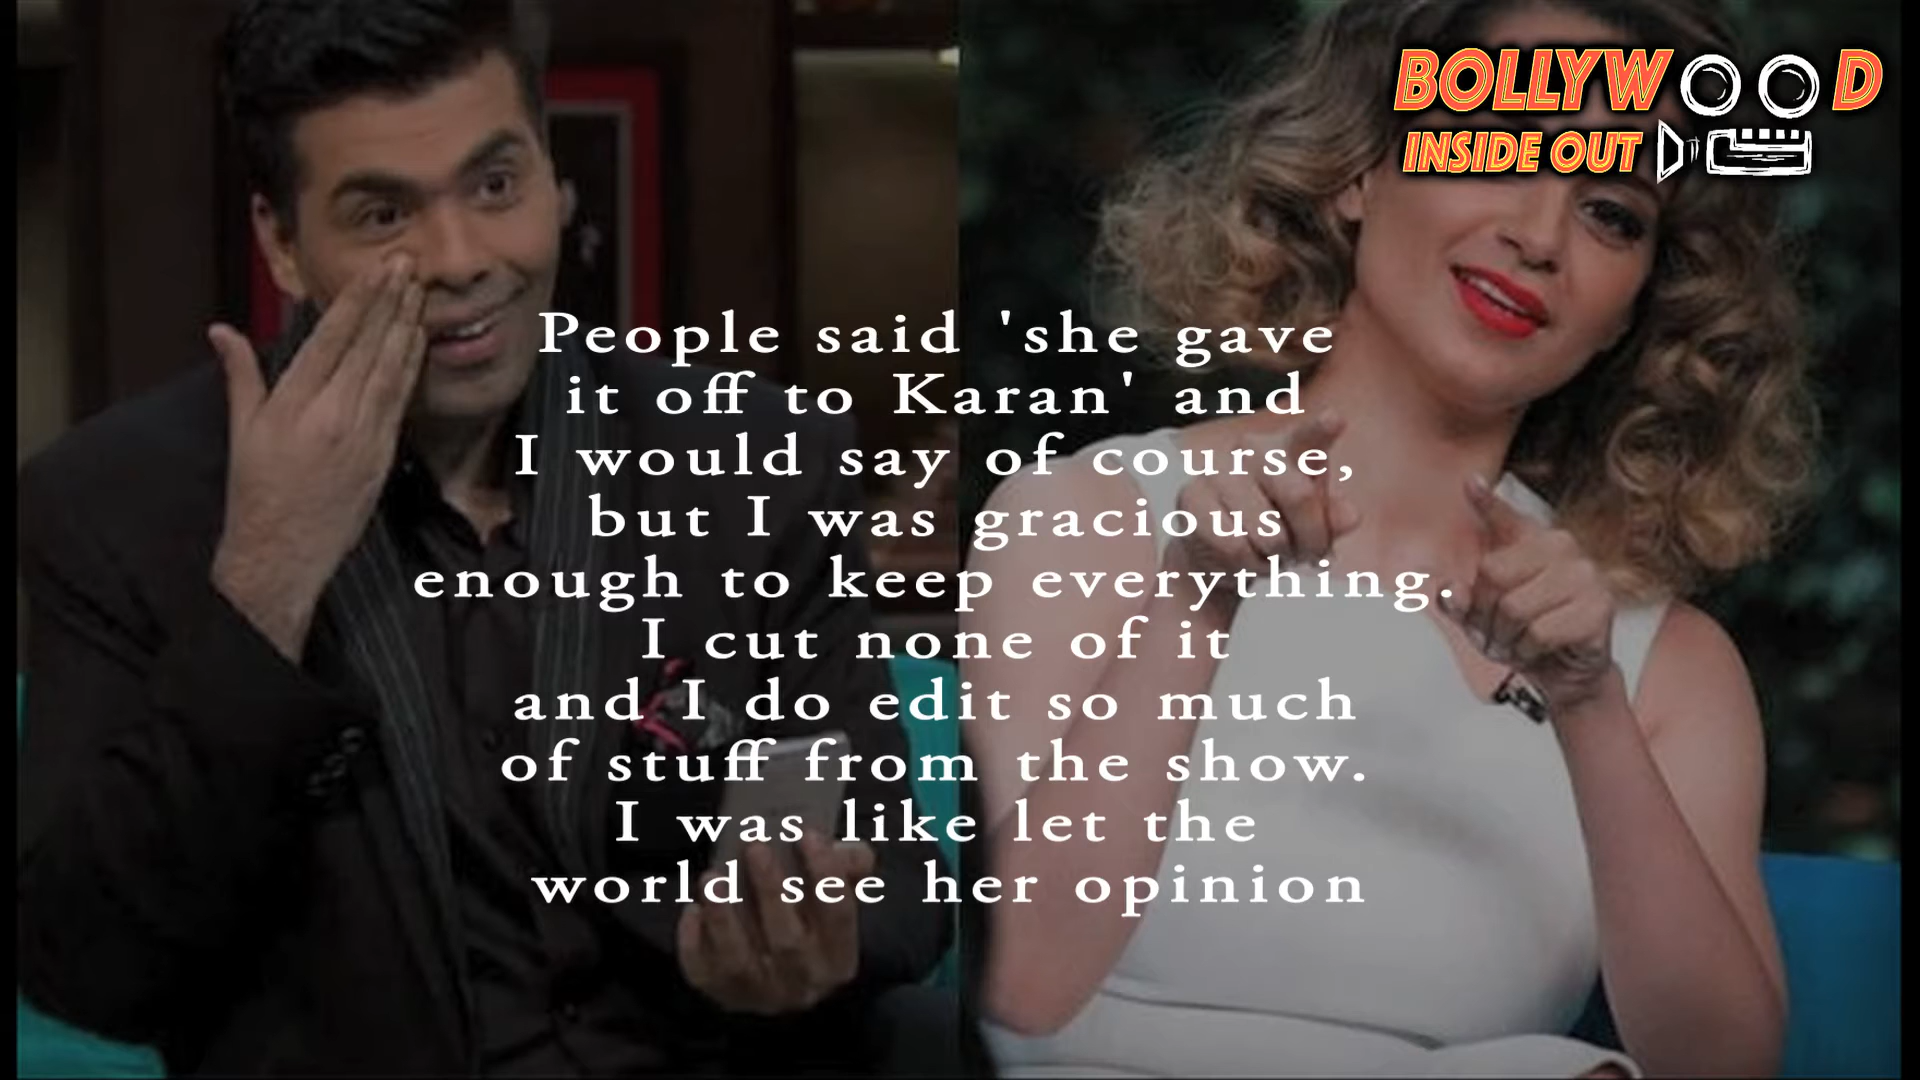 BOLLYWOOD
INSIDE OUT
People said 'she gave
it off to Karan' and
I would say of course,
but I was gracious
enough to keep everything.
I cut none of it
and I do edit so much
of stuff from the show.
I was like let the
world see her opinion